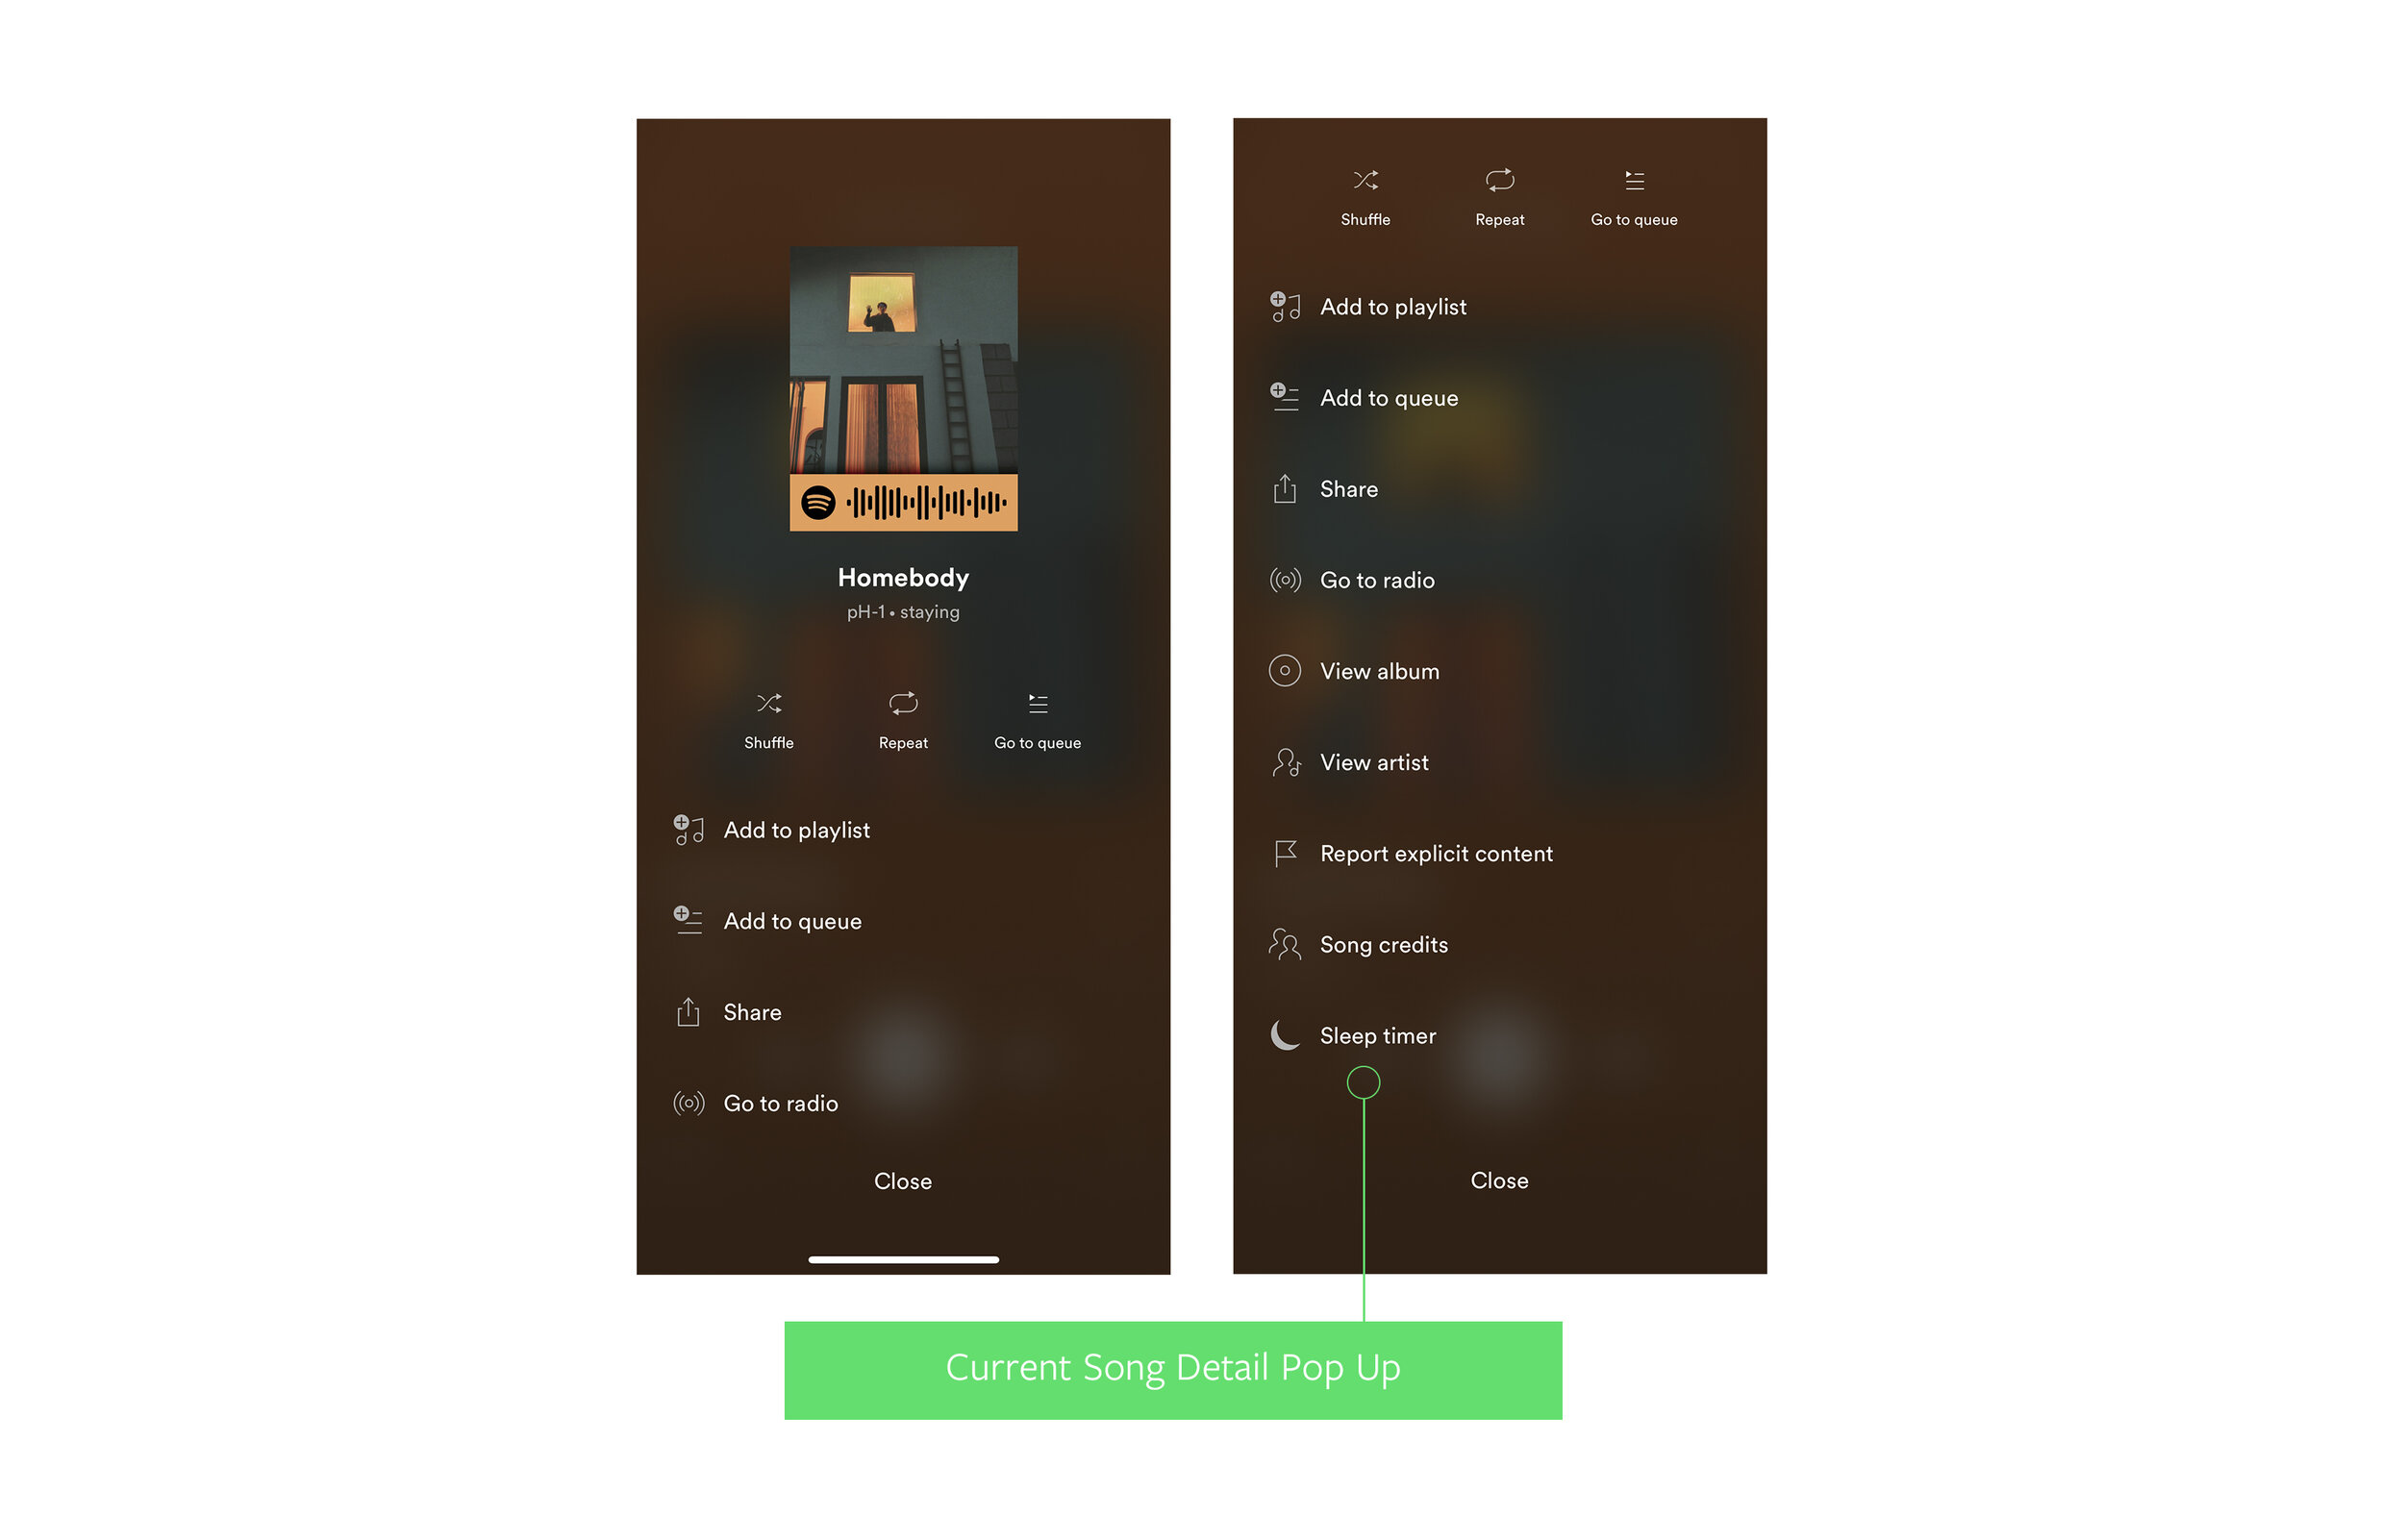 Homebody
pH-1 • staying
Shuffle
Repeat
Go to queue
Add to playlist
Add to queue
Share
Go to radio
Close
Shuffle
Repeat
Go to queue
Add to playlist
Add to queue
Share
Go to radio
View album
View artist
Report explicit content
Song credits
Sleep timer
Close
Current Song Detail Pop Up